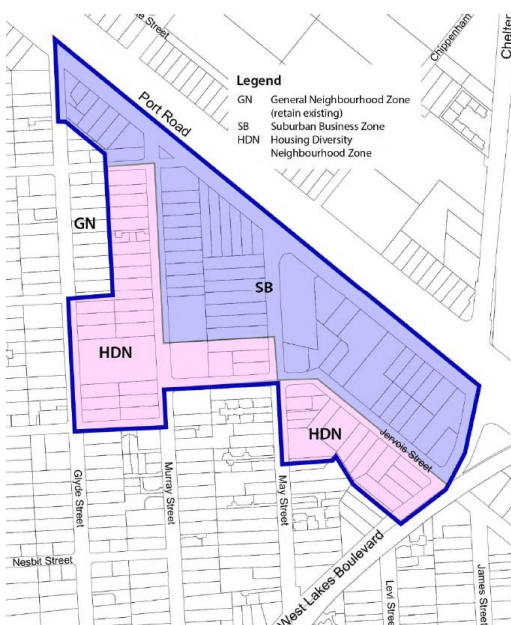 Street
Chippenham
Chelter
Port Road
Legend
GN General Neighbourhood Zone
(retain existing)
SB Suburban Business Zone
HDN Housing Diversity
Neighbourhood Zone
GN
SB
HDN
HDN
Jervois Street
Glyde Street
Murray Street
May Street
Nesbit Street
West Lakes Boulevard
Levi Street
James Street